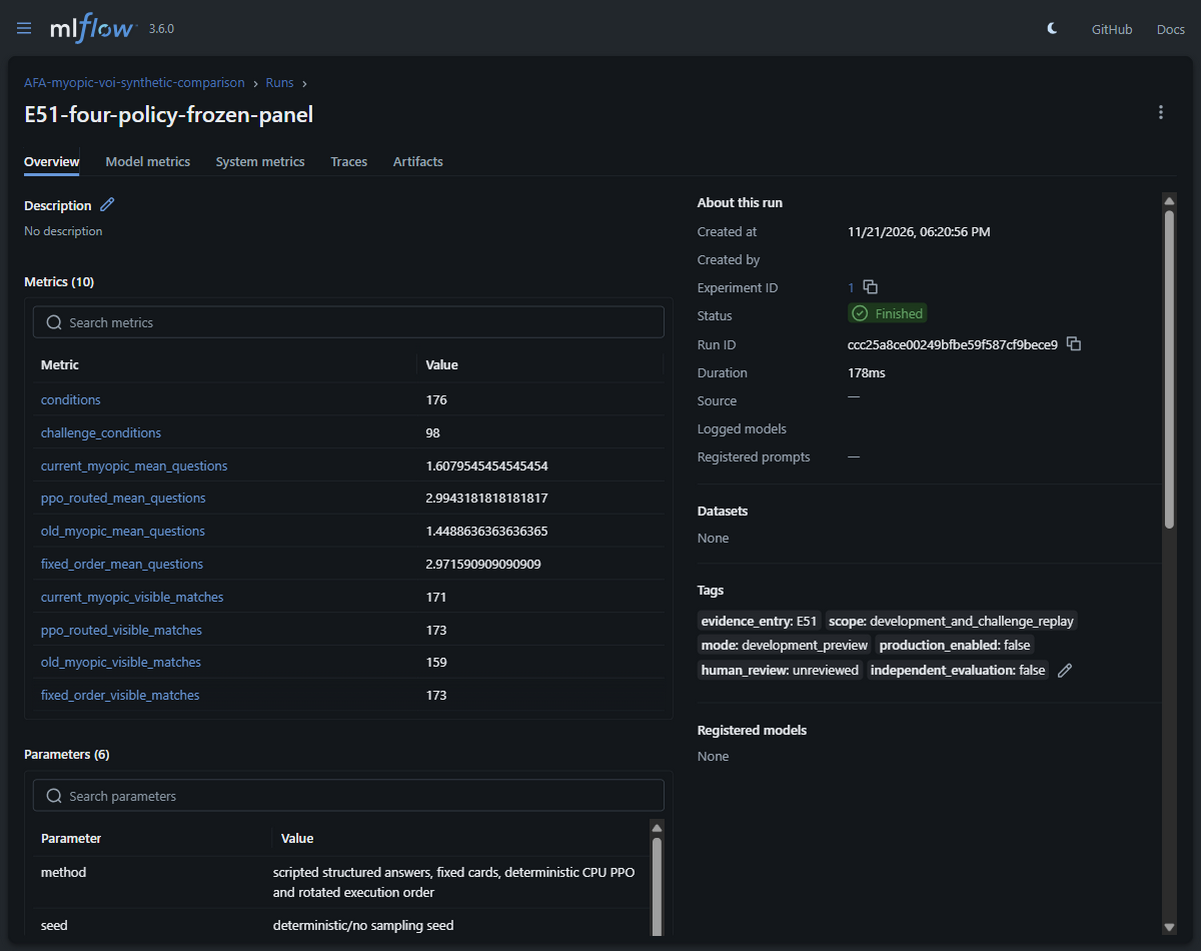 mlflow 3.6.0 GitHub Docs
AFA-myopic-voi-synthetic-comparison › Runs ›
E51-four-policy-frozen-panel
Overview Model metrics System metrics Traces Artifacts
Description
No description
Metrics (10)
Search metrics
Metric Value
conditions 176
challenge_conditions 98
current_myopic_mean_questions 1.6079545454545454
ppo_routed_mean_questions 2.9943181818181817
old_myopic_mean_questions 1.4488636363636365
fixed_order_mean_questions 2.971590909090909
current_myopic_visible_matches 171
ppo_routed_visible_matches 173
old_myopic_visible_matches 159
fixed_order_visible_matches 173
Parameters (6)
Search parameters
Parameter Value
method scripted structured answers, fixed cards, deterministic CPU PPO
and rotated execution order
seed deterministic/no sampling seed
About this run
Created at 11/21/2026, 06:20:56 PM
Created by
Experiment ID 1
Status Finished
Run ID ccc25a8ce00249bfbe59f587cf9bece9
Duration 178ms
Source —
Logged models
Registered prompts —
Datasets
None
Tags
evidence_entry: E51 scope: development_and_challenge_replay
mode: development_preview production_enabled: false
human_review: unreviewed independent_evaluation: false
Registered models
None